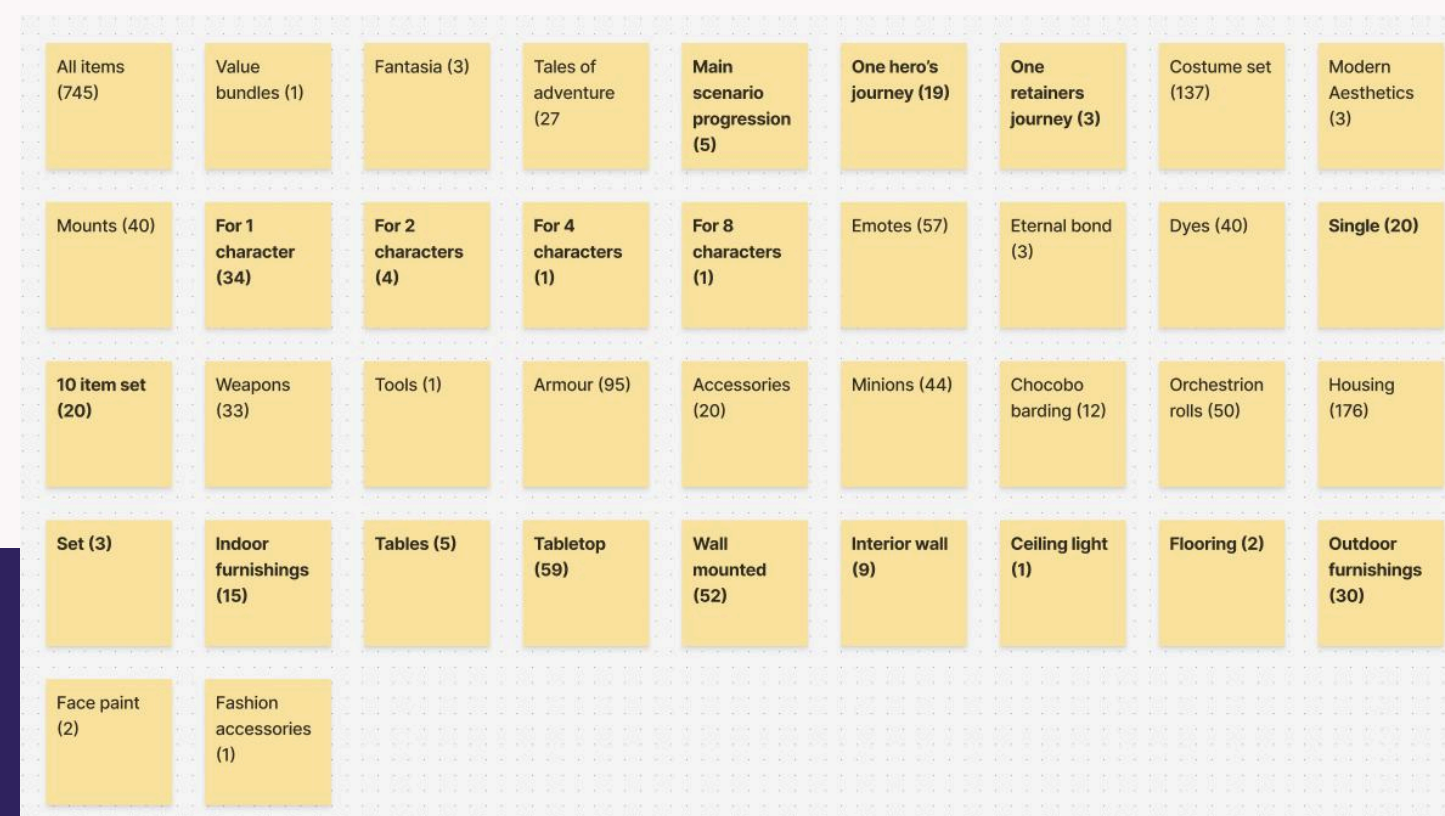 All items
(745)
Value
bundles (1)
Fantasia (3)
Tales of
adventure
(27
Main
scenario
progression
(5)
One hero's
journey (19)
One
retainers
journey (3)
Costume set
(137)
Modern
Aesthetics
(3)
Mounts (40)
For 1
character
(34)
For 2
characters
(4)
For 4
characters
(1)
For 8
characters
(1)
Emotes (57)
Eternal bond
(3)
Dyes (40)
Single (20)
10 item set
(20)
Weapons
(33)
Tools (1)
Armour (95)
Accessories
(20)
Minions (44)
Chocobo
barding (12)
Orchestrion
rolls (50)
Housing
(176)
Set (3)
Indoor
furnishings
(15)
Tables (5)
Tabletop
(59)
Wall
mounted
(52)
Interior wall
(9)
Ceiling light
(1)
Flooring (2)
Outdoor
furnishings
(30)
Face paint
(2)
Fashion
accessories
(1)